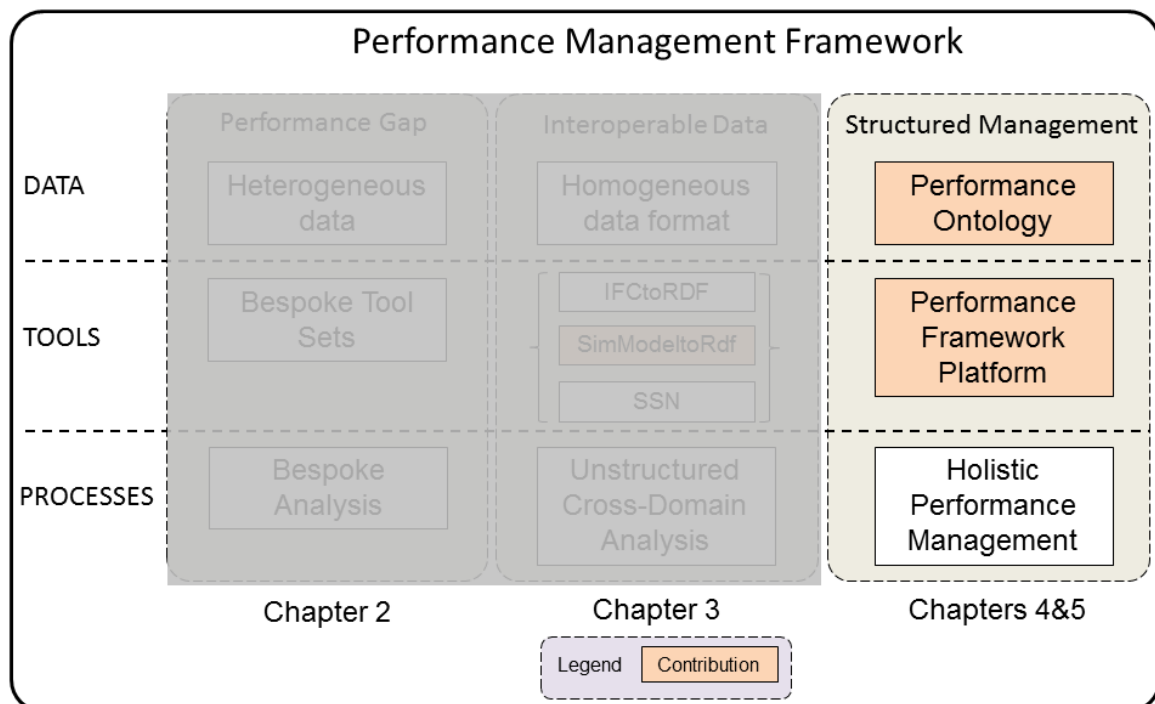 Performance Management Framework
Performance Gap
Interoperable Data
Structured Management
DATA
Heterogeneous
data
Homogeneous
data format
Performance
Ontology
TOOLS
Bespoke Tool
Sets
IFCtoRDF
SimModeltoRdf
SSN
Performance
Framework
Platform
PROCESSES
Bespoke
Analysis
Unstructured
Cross-Domain
Analysis
Holistic
Performance
Management
Chapter 2
Chapter 3
Chapters 4&5
Legend
Contribution